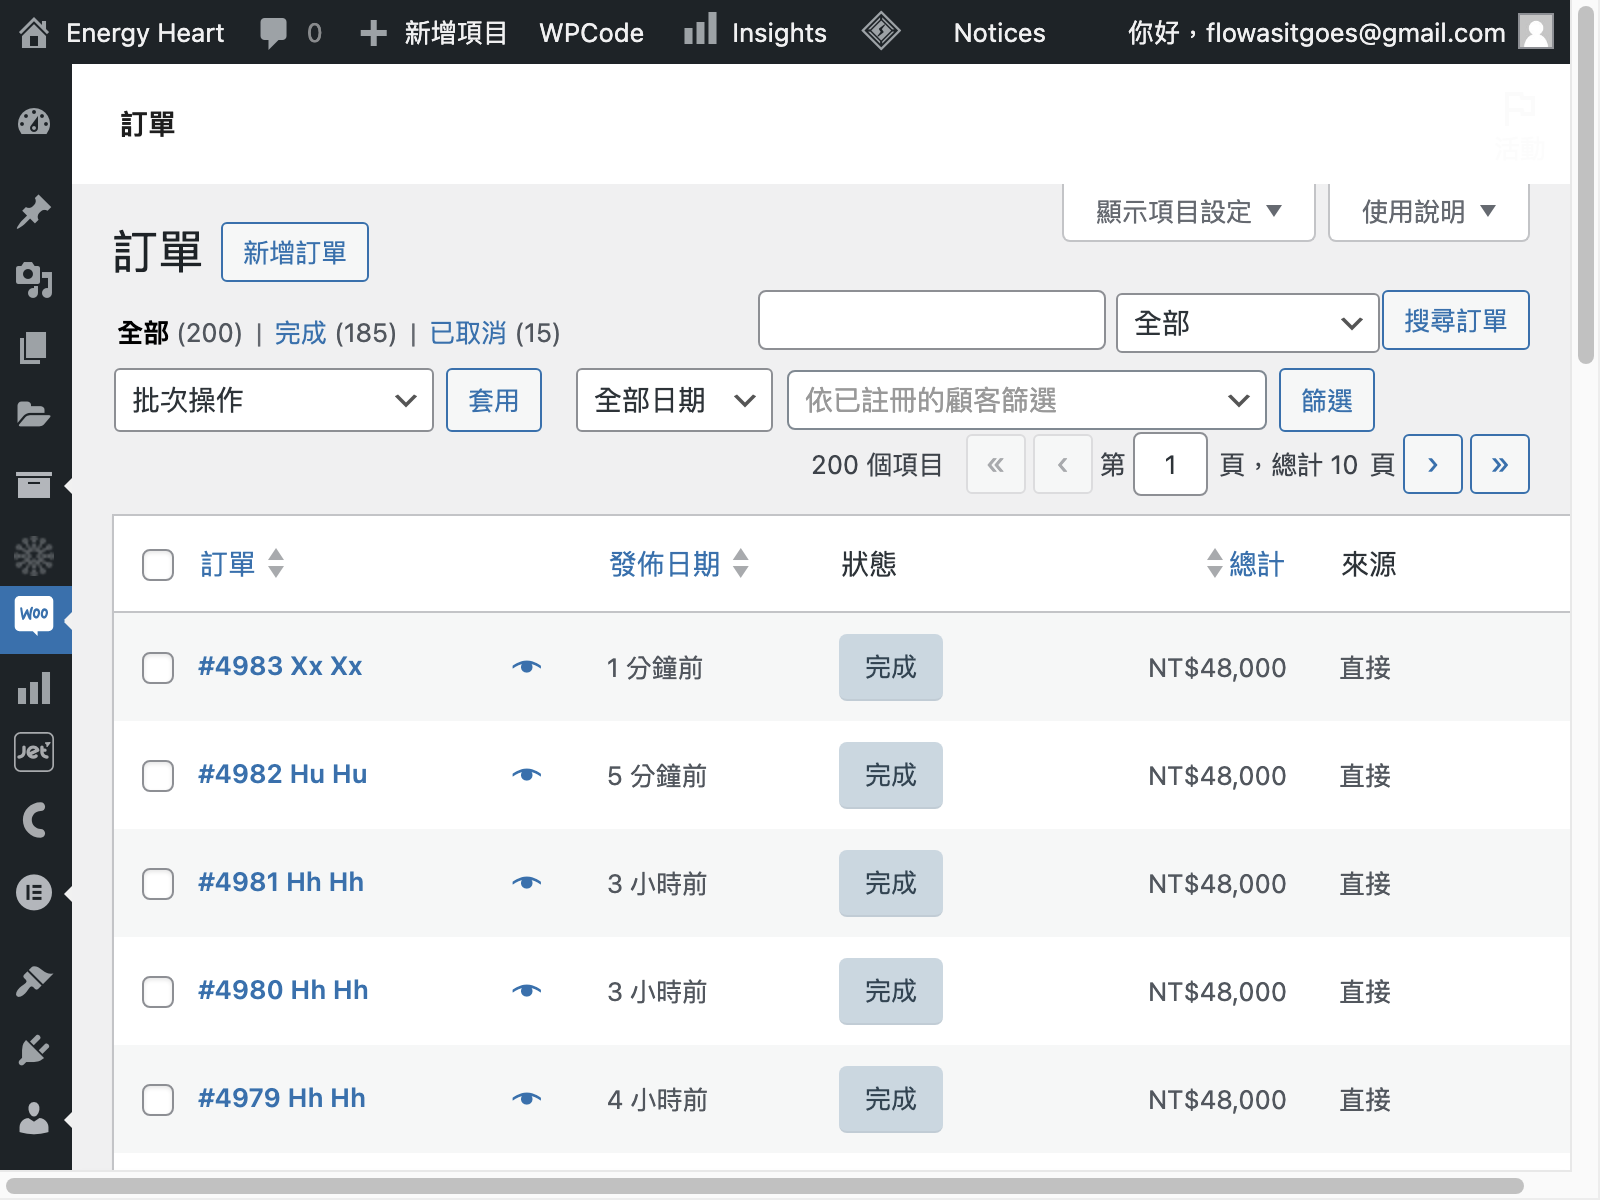 Energy Heart 0 新增項目 WPCode Insights Notices 你好，flowasitgoes@gmail.com
訂單
活動
顯示項目設定 使用說明
訂單 新增訂單
全部 (200) | 完成 (185) | 已取消 (15) 全部 搜尋訂單
批次操作 套用 全部日期 依已註冊的顧客篩選 篩選
200 個項目 « ‹ 第 1 頁，總計 10 頁 › »
訂單 發佈日期 狀態 總計 來源
Woo
#4983 Xx Xx 1 分鐘前 完成 NT$48,000 直接
Jet
#4982 Hu Hu 5 分鐘前 完成 NT$48,000 直接
#4981 Hh Hh 3 小時前 完成 NT$48,000 直接
#4980 Hh Hh 3 小時前 完成 NT$48,000 直接
#4979 Hh Hh 4 小時前 完成 NT$48,000 直接